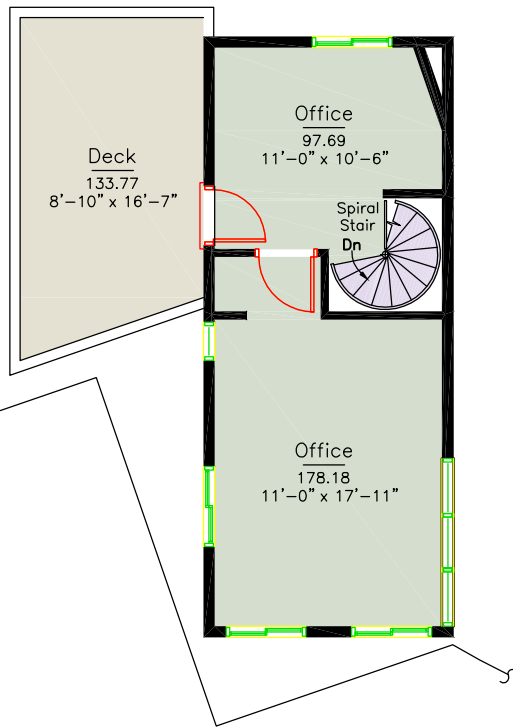 Office
97.69
11'-0" x 10'-6"
Deck
133.77
8'-10" x 16'-7"
Spiral
Stair
Dn
Office
178.18
11'-0" x 17'-11"